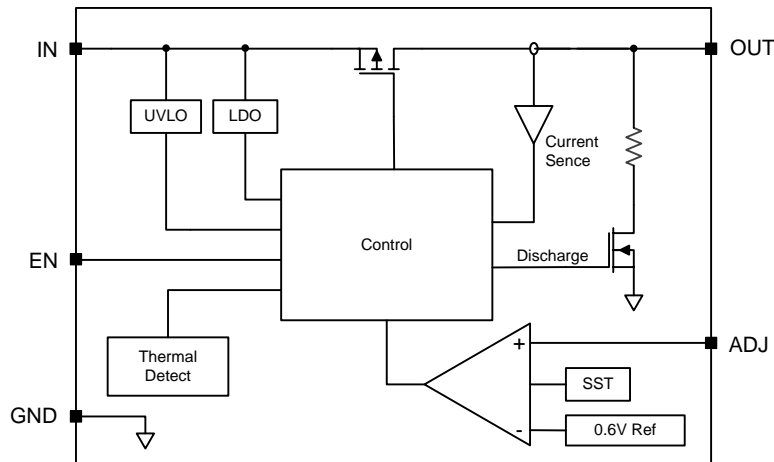 IN
OUT
UVLO
LDO
Current
Sence
Control
EN
Discharge
Thermal
Detect
ADJ
+
SST
GND
-
0.6V Ref